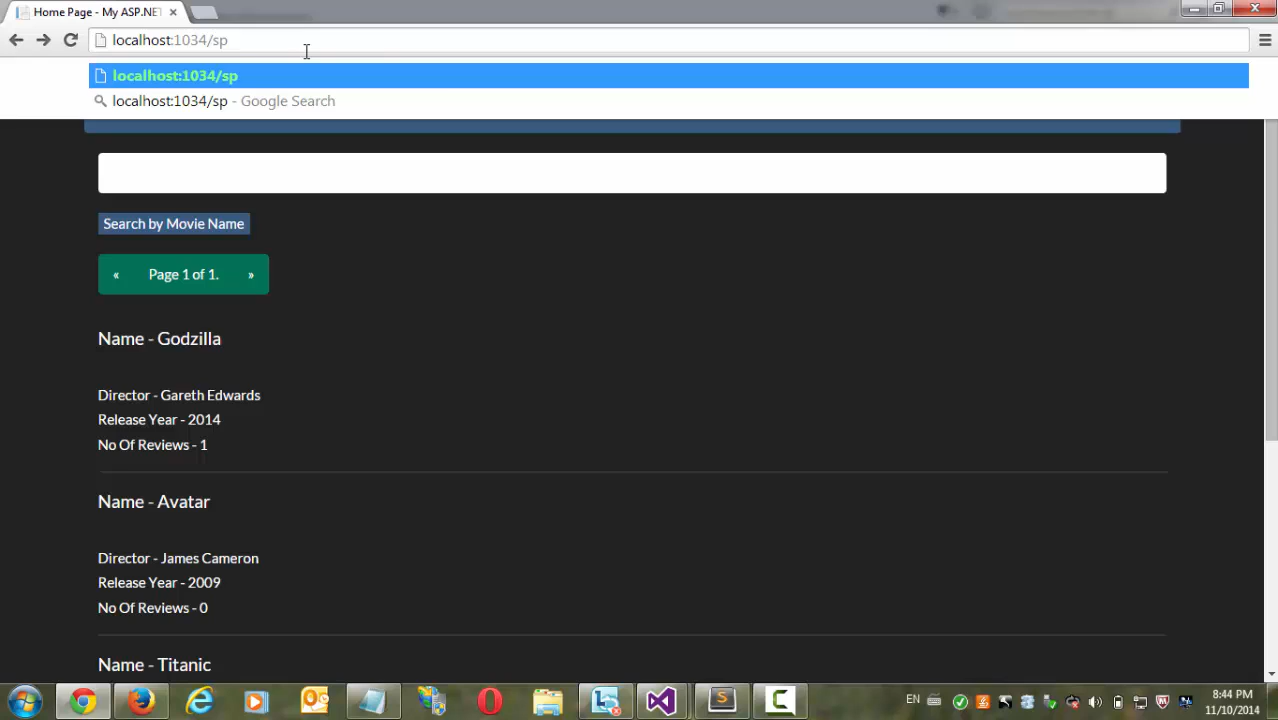 Home Page - My ASP.NET
localhost:1034/sp
localhost:1034/sp
localhost:1034/sp - Google Search
Search by Movie Name
« Page 1 of 1. »
Name - Godzilla
Director - Gareth Edwards
Release Year - 2014
No Of Reviews - 1
Name - Avatar
Director - James Cameron
Release Year - 2009
No Of Reviews - 0
Name - Titanic
EN
8:44 PM
11/10/2014